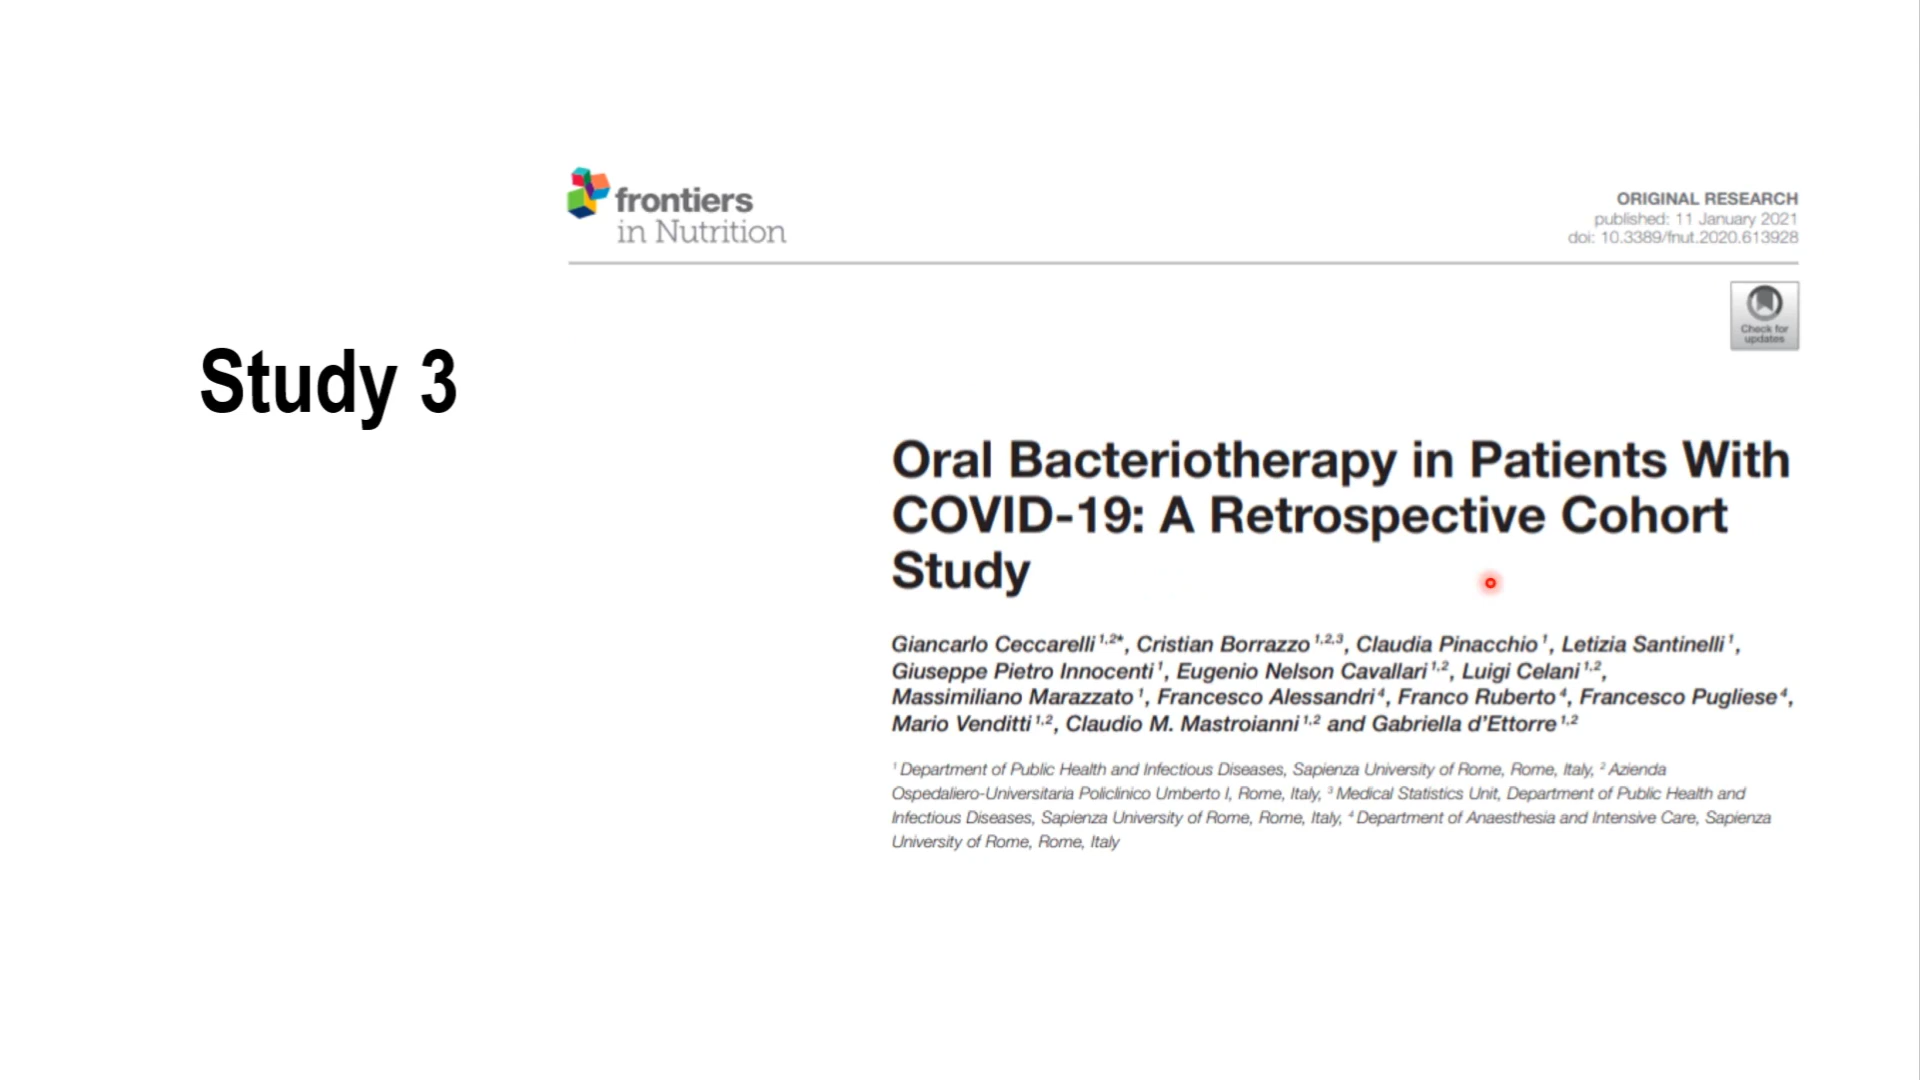 frontiers
in Nutrition
ORIGINAL RESEARCH
published: 11 January 2021
doi: 10.3389/fnut.2020.613928
Check for
updates
Study 3
Oral Bacteriotherapy in Patients With
COVID-19: A Retrospective Cohort
Study
Giancarlo Ceccarelli 1,2*, Cristian Borrazzo 1,2,3, Claudia Pinacchio 1, Letizia Santinelli 1,
Giuseppe Pietro Innocenti 1, Eugenio Nelson Cavallari 1,2, Luigi Celani 1,2,
Massimiliano Marazzato 1, Francesco Alessandri 4, Franco Ruberto 4, Francesco Pugliese 4,
Mario Venditti 1,2, Claudio M. Mastroianni 1,2 and Gabriella d'Ettorre 1,2
1 Department of Public Health and Infectious Diseases, Sapienza University of Rome, Rome, Italy, 2 Azienda
Ospedaliero-Universitaria Policlinico Umberto I, Rome, Italy, 3 Medical Statistics Unit, Department of Public Health and
Infectious Diseases, Sapienza University of Rome, Rome, Italy, 4 Department of Anaesthesia and Intensive Care, Sapienza
University of Rome, Rome, Italy